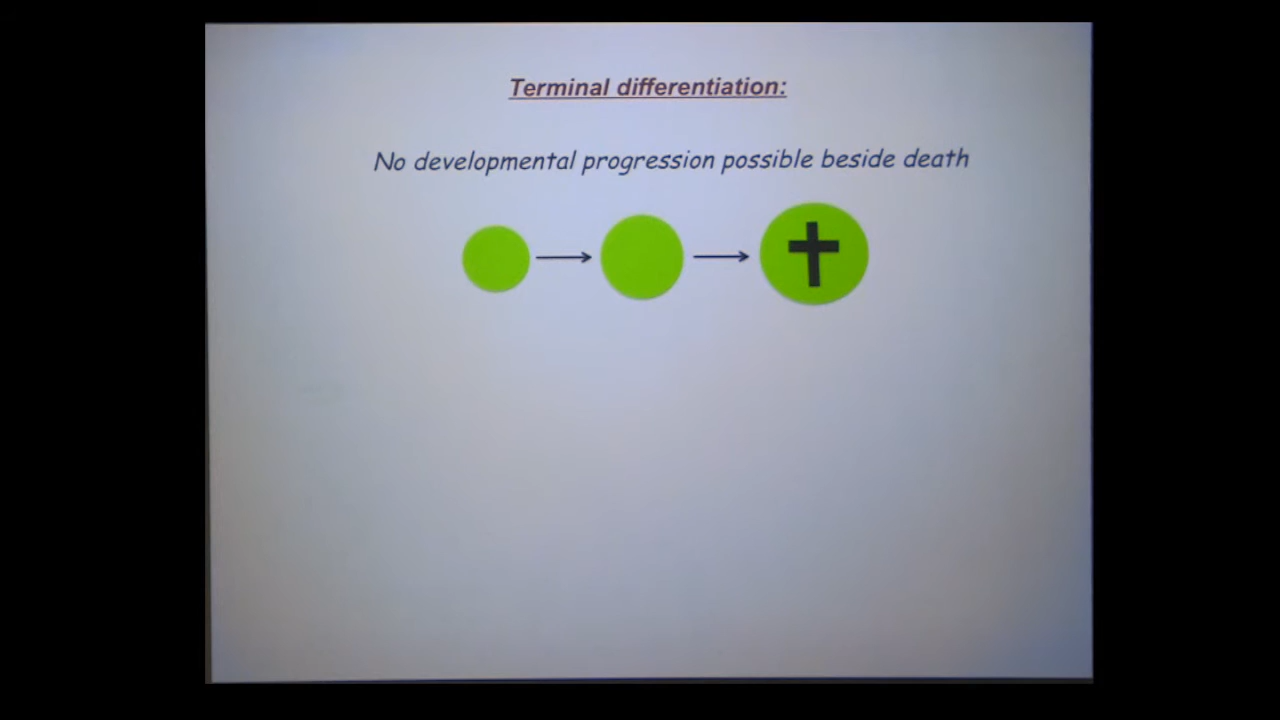 Terminal differentiation:
No developmental progression possible beside death